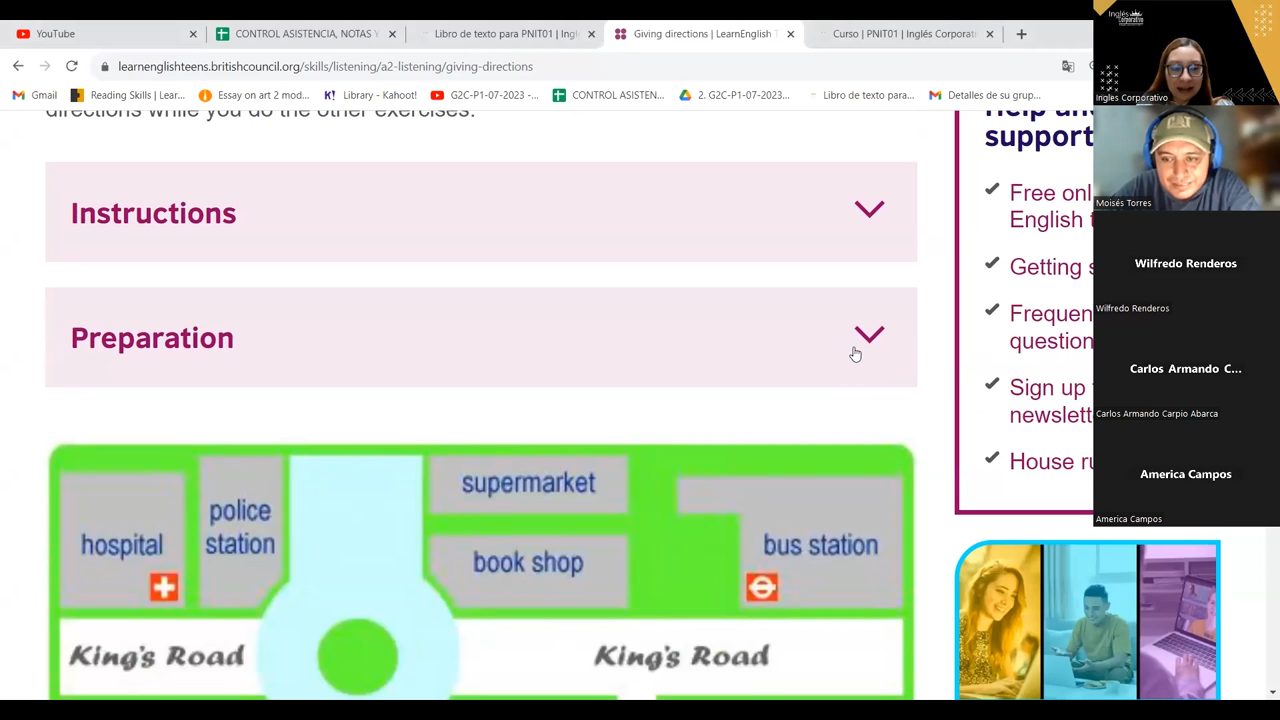 YouTube
CONTROL ASISTENCIA, NOTAS Y
Libro de texto para PNIT01 | Ingl
Giving directions | LearnEnglish T
Curso | PNIT01 | Inglés Corporati
learnenglishteens.britishcouncil.org/skills/listening/a2-listening/giving-directions
Gmail
Reading Skills | Lear...
Essay on art 2 mod...
Library - Kap
G2C-P1-07-2023 -...
CONTROL ASISTEN...
2. G2C-P1-07-2023...
Libro de texto para...
Detalles de su grup...
directions while you do the other exercises.
Instructions
Preparation
hospital
police
station
supermarket
book shop
bus station
King's Road
King's Road
support
Free onl
English t
Getting s
Frequen
question
Sign up
newslett
House ru
Inglés
Corporativo
Ingles Corporativo
Moisés Torres
Wilfredo Renderos
Wilfredo Renderos
Carlos Armando C...
Carlos Armando Carpio Abarca
America Campos
America Campos